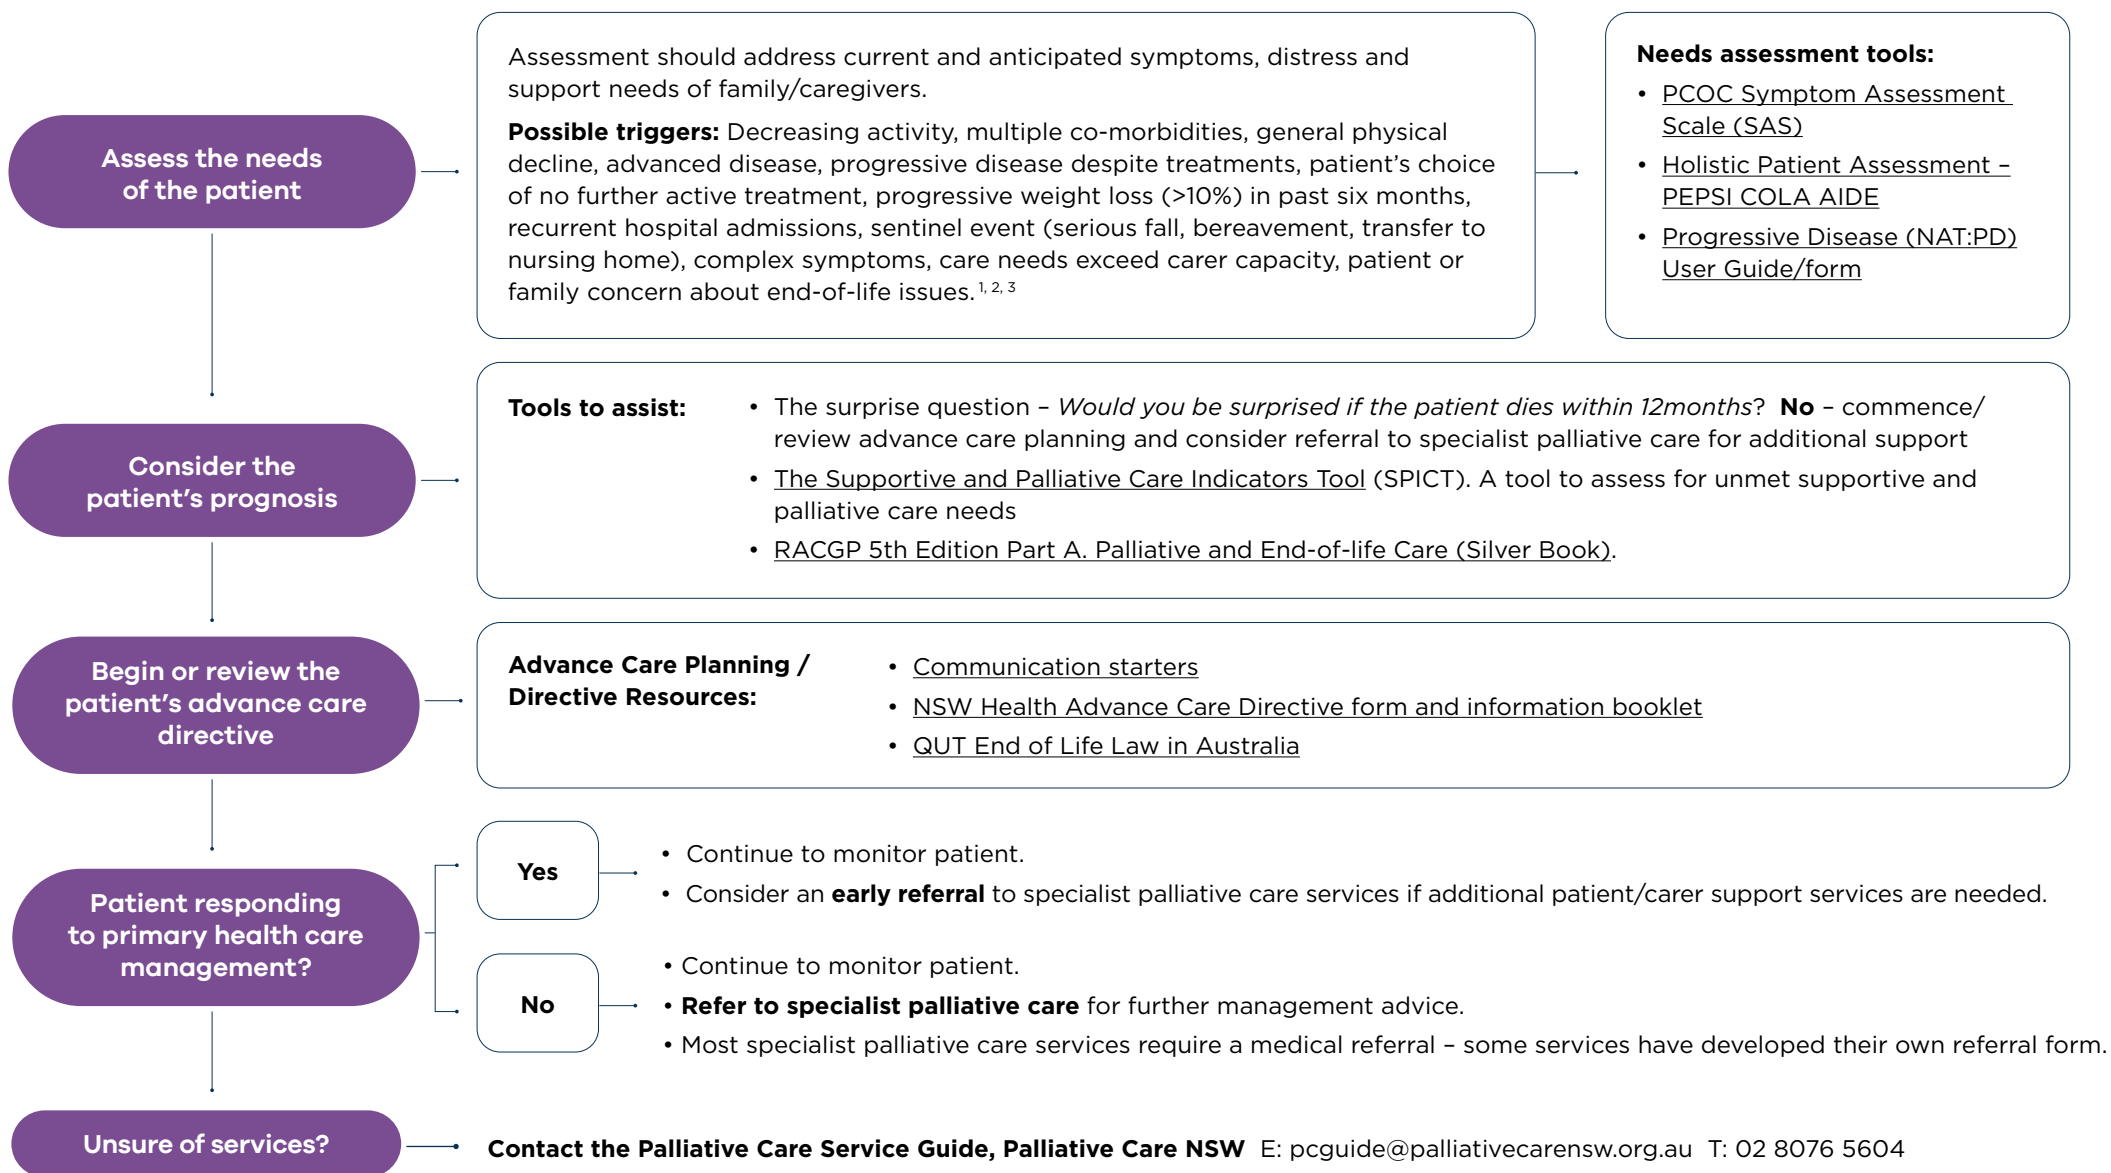 Assess the needs
of the patient
Assessment should address current and anticipated symptoms, distress and
support needs of family/caregivers.
Possible triggers: Decreasing activity, multiple co-morbidities, general physical
decline, advanced disease, progressive disease despite treatments, patient’s choice
of no further active treatment, progressive weight loss (>10%) in past six months,
recurrent hospital admissions, sentinel event (serious fall, bereavement, transfer to
nursing home), complex symptoms, care needs exceed carer capacity, patient or
family concern about end-of-life issues.1, 2, 3
Needs assessment tools:
• PCOC Symptom Assessment
Scale (SAS)
• Holistic Patient Assessment –
PEPSI COLA AIDE
• Progressive Disease (NAT:PD)
User Guide/form
Consider the
patient’s prognosis
Tools to assist:
• The surprise question – Would you be surprised if the patient dies within 12months? No – commence/
review advance care planning and consider referral to specialist palliative care for additional support
• The Supportive and Palliative Care Indicators Tool (SPICT). A tool to assess for unmet supportive and
palliative care needs
• RACGP 5th Edition Part A. Palliative and End-of-life Care (Silver Book).
Begin or review the
patient’s advance care
directive
Advance Care Planning /
Directive Resources:
• Communication starters
• NSW Health Advance Care Directive form and information booklet
• QUT End of Life Law in Australia
Patient responding
to primary health care
management?
Yes
• Continue to monitor patient.
• Consider an early referral to specialist palliative care services if additional patient/carer support services are needed.
No
• Continue to monitor patient.
• Refer to specialist palliative care for further management advice.
• Most specialist palliative care services require a medical referral – some services have developed their own referral form.
Unsure of services?
Contact the Palliative Care Service Guide, Palliative Care NSW E: pcguide@palliativecarensw.org.au T: 02 8076 5604